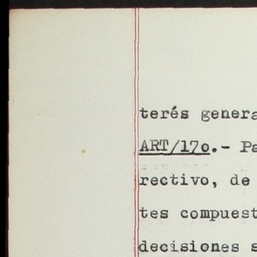 terés genera
ART/17o.- Pa
rectivo, de
tes compuest
decisiones s